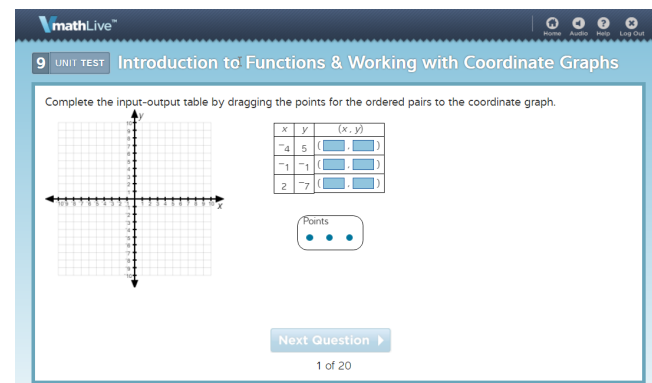 VmathLive™
Home Audio Help Log Out
9 UNIT TEST Introduction to Functions & Working with Coordinate Graphs
Complete the input-output table by dragging the points for the ordered pairs to the coordinate graph.
y
x
x y (x, y)
⁻4 5 ( , )
⁻1 ⁻1 ( , )
2 ⁻7 ( , )
Points
Next Question
1 of 20